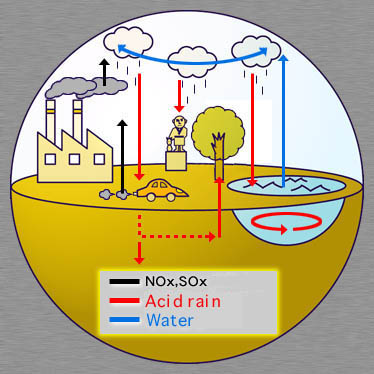 NOx,SOx
Acid rain
Water